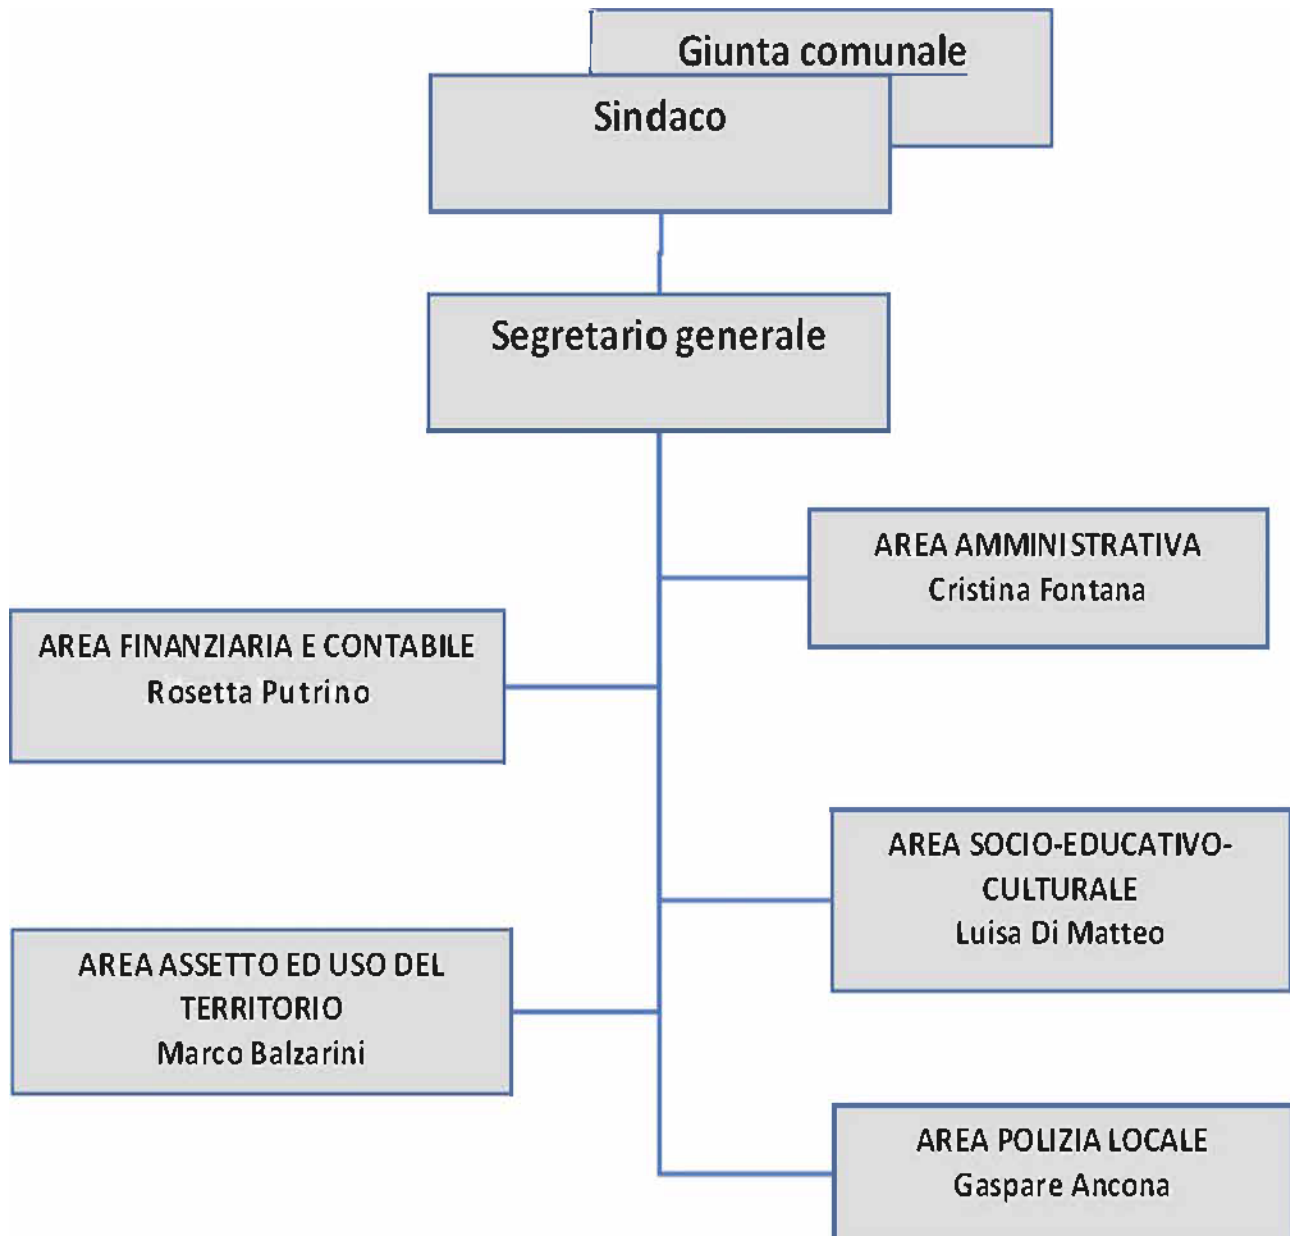 Giunta comunale
Sindaco
Segretario generale
AREA AMMINISTRATIVA
Cristina Fontana
AREA FINANZIARIA E CONTABILE
Rosetta Putrino
AREA SOCIO-EDUCATIVO-
CULTURALE
Luisa Di Matteo
AREA ASSETTO ED USO DEL
TERRITORIO
Marco Balzarini
AREA POLIZIA LOCALE
Gaspare Ancona